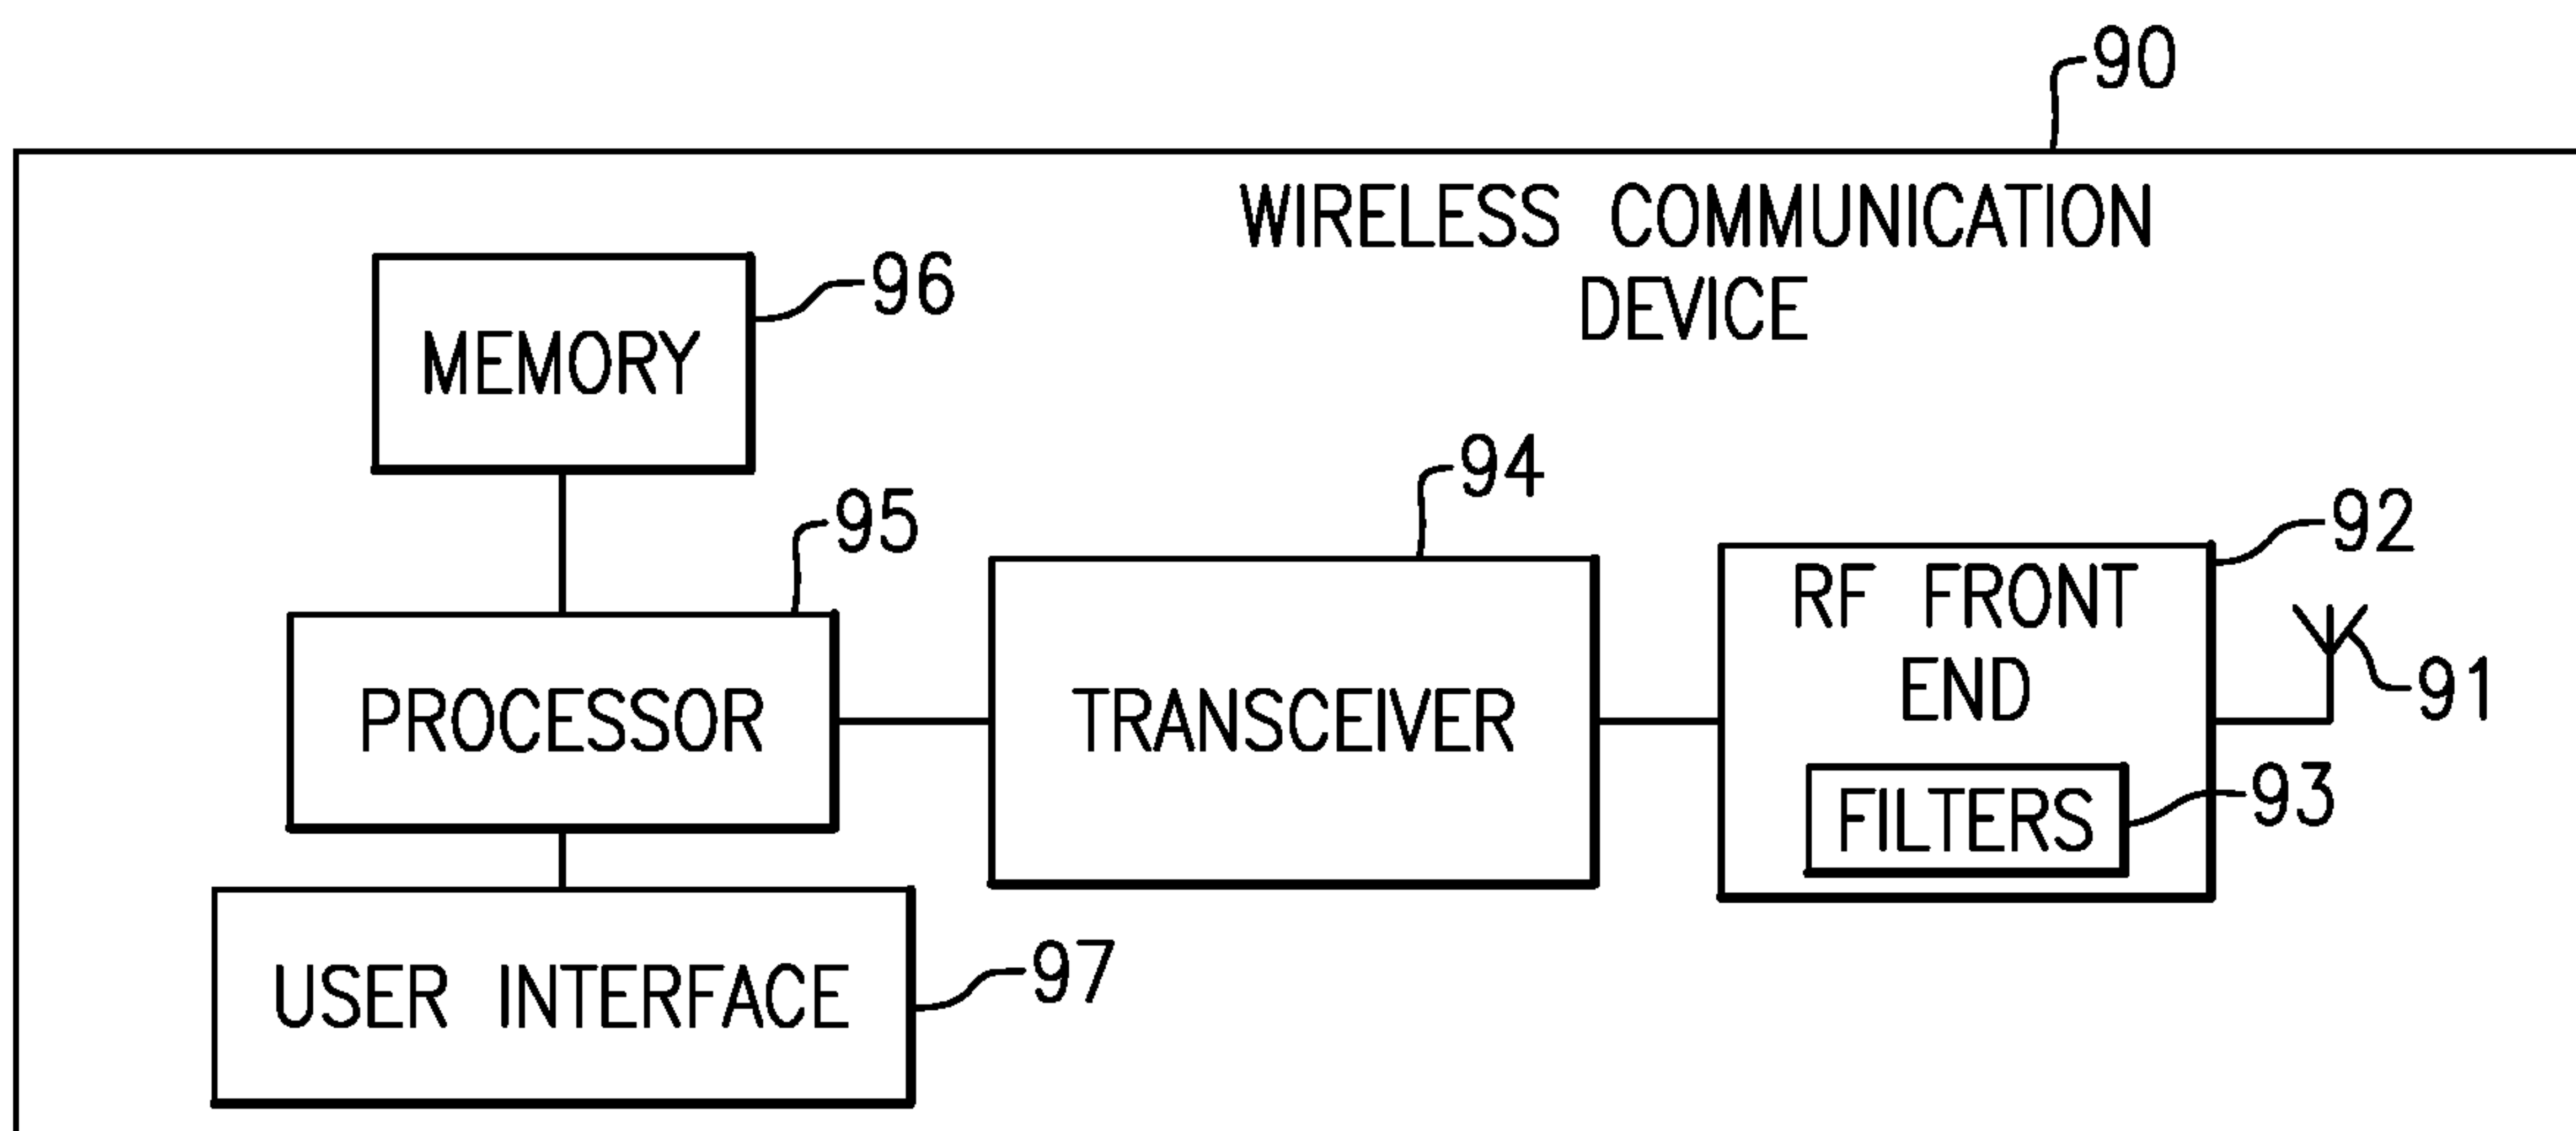 90
WIRELESS COMMUNICATION
DEVICE
96
MEMORY
95
94
92
PROCESSOR
TRANSCEIVER
RF FRONT
END
91
FILTERS
93
USER INTERFACE
97